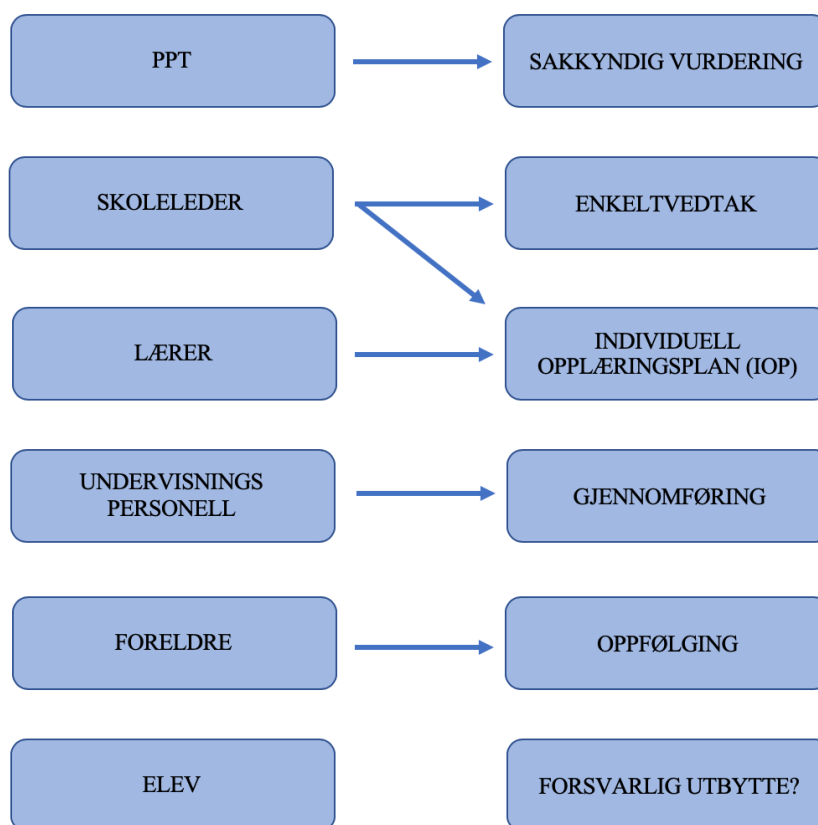 PPT
SAKKYNDIG VURDERING
SKOLELEDER
ENKELTVEDTAK
LÆRER
INDIVIDUELL
OPPLÆRINGSPLAN (IOP)
UNDERVISNINGS
PERSONELL
GJENNOMFØRING
FORELDRE
OPPFØLGING
ELEV
FORSVARLIG UTBYTTE?